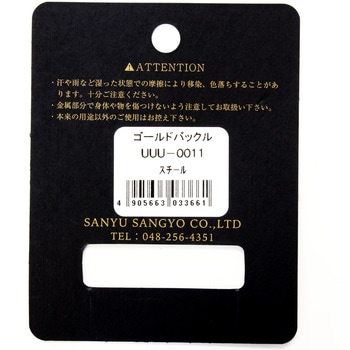 ⚠ATTENTION
・汗や雨など湿った状態での摩擦により移染、色落ちすることがあ
ります。十分ご注意ください。
・金属部分で身体や物を傷つけないよう注意してお取扱い下さい。
・本来の用途以外のご使用はお控え下さい。
ゴールドバックル
UUU-0011
スチール
4 905663 033661
SANYU SANGYO CO.,LTD
TEL : 048-256-4351